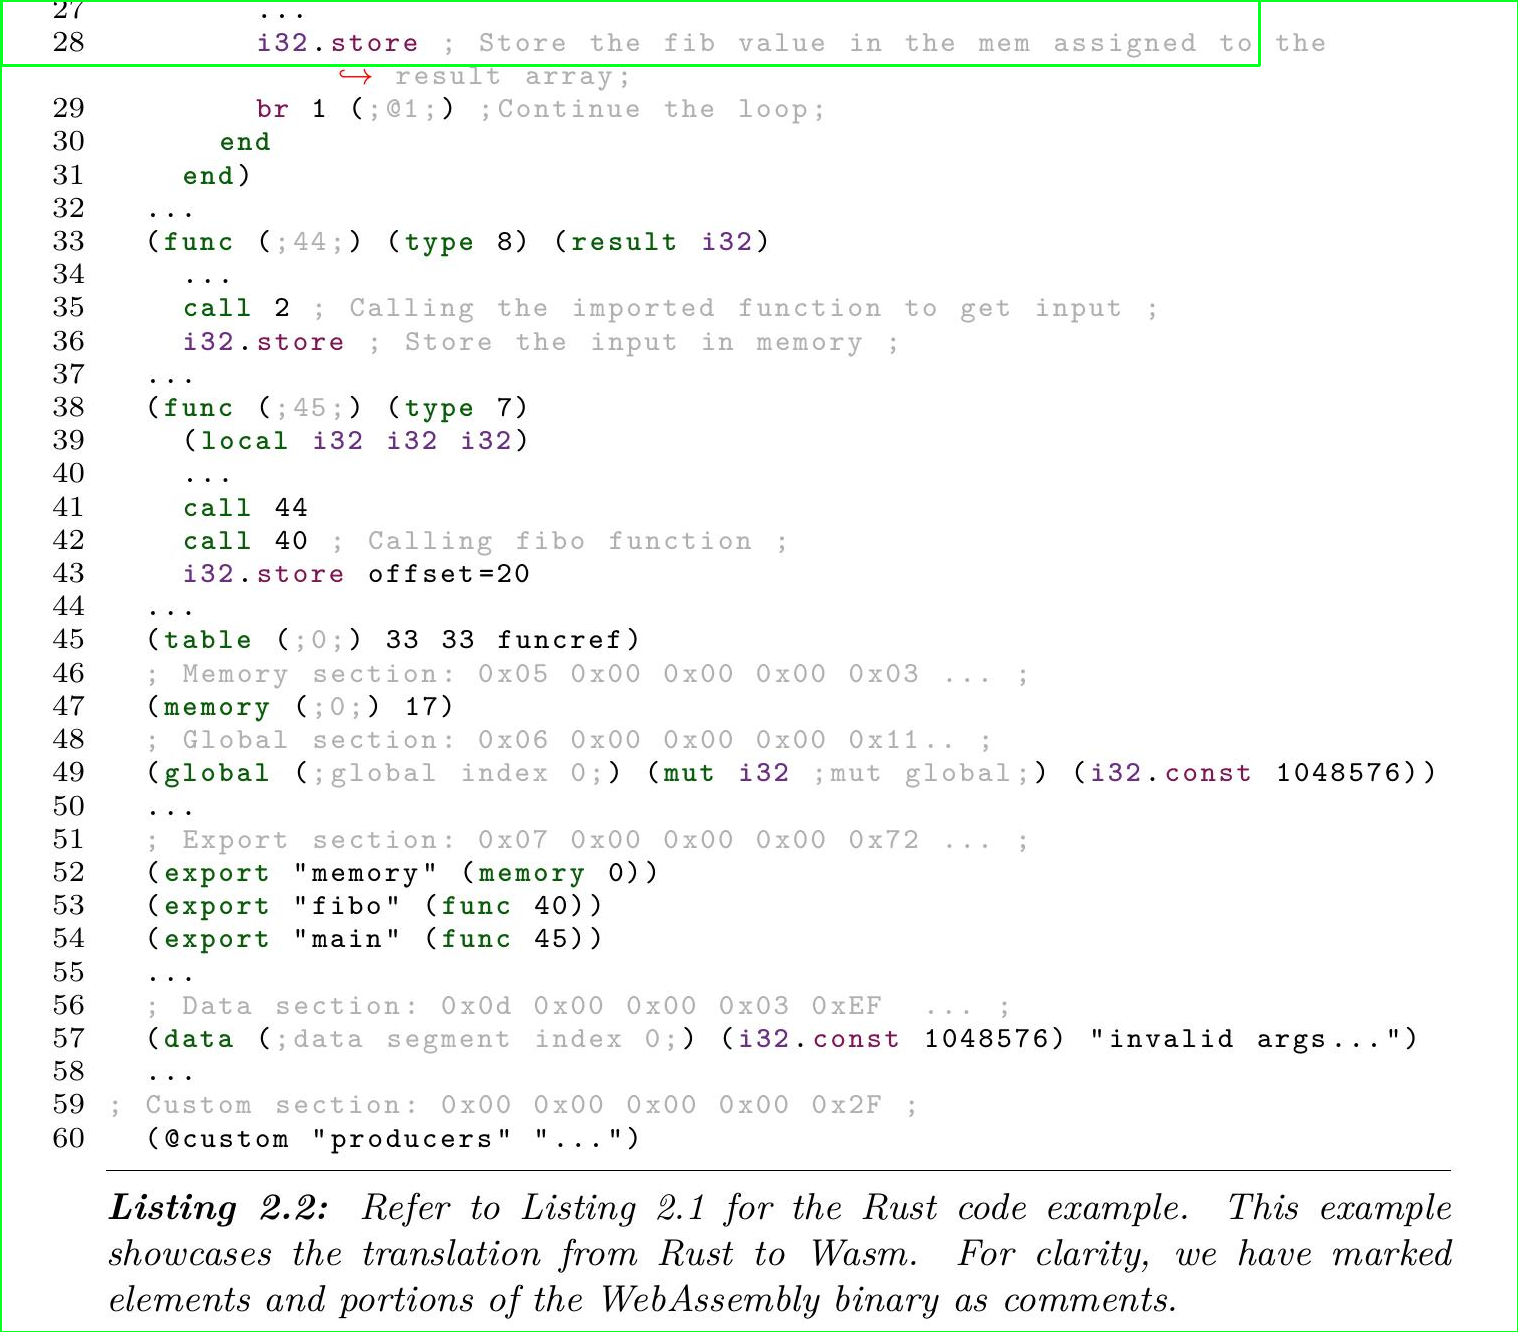 27 ...
28 i32.store ; Store the fib value in the mem assigned to the
↪ result array;
29 br 1 (;@1;) ;Continue the loop;
30 end
31 end)
32 ...
33 (func (;44;) (type 8) (result i32)
34 ...
35 call 2 ; Calling the imported function to get input ;
36 i32.store ; Store the input in memory ;
37 ...
38 (func (;45;) (type 7)
39 (local i32 i32 i32)
40 ...
41 call 44
42 call 40 ; Calling fibo function ;
43 i32.store offset=20
44 ...
45 (table (;0;) 33 33 funcref)
46 ; Memory section: 0x05 0x00 0x00 0x00 0x03 ... ;
47 (memory (;0;) 17)
48 ; Global section: 0x06 0x00 0x00 0x00 0x11.. ;
49 (global (;global index 0;) (mut i32 ;mut global;) (i32.const 1048576))
50 ...
51 ; Export section: 0x07 0x00 0x00 0x00 0x72 ... ;
52 (export "memory" (memory 0))
53 (export "fibo" (func 40))
54 (export "main" (func 45))
55 ...
56 ; Data section: 0x0d 0x00 0x00 0x03 0xEF ... ;
57 (data (;data segment index 0;) (i32.const 1048576) "invalid args...")
58 ...
59 ; Custom section: 0x00 0x00 0x00 0x00 0x2F ;
60 (@custom "producers" "...")
Listing 2.2: Refer to Listing 2.1 for the Rust code example. This example
showcases the translation from Rust to Wasm. For clarity, we have marked
elements and portions of the WebAssembly binary as comments.